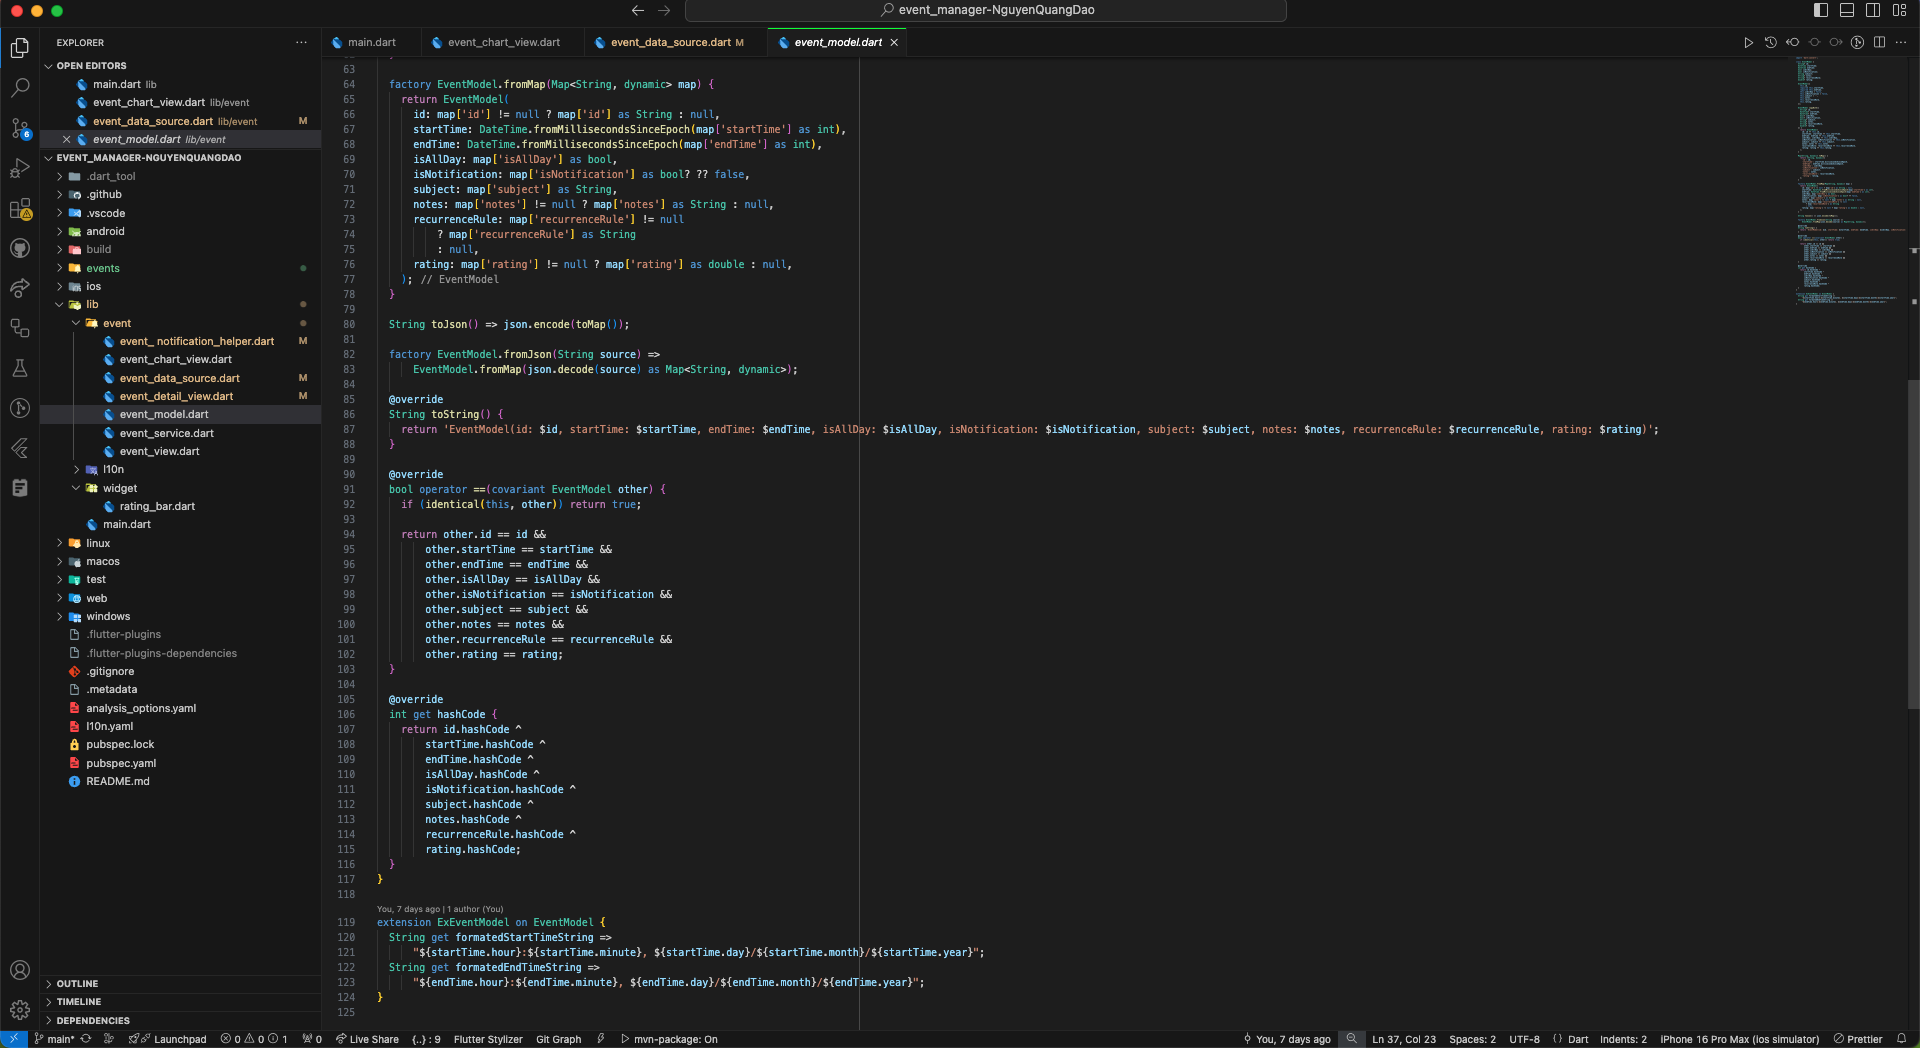 event_manager-NguyenQuangDao
EXPLORER
OPEN EDITORS
main.dart lib
event_chart_view.dart lib/event
event_data_source.dart lib/event M
event_model.dart lib/event
EVENT_MANAGER-NGUYENQUANGDAO
.dart_tool
.github
.vscode
android
build
events
ios
lib
event
event_ notification_helper.dart M
event_chart_view.dart
event_data_source.dart M
event_detail_view.dart M
event_model.dart
event_service.dart
event_view.dart
l10n
widget
rating_bar.dart
main.dart
linux
macos
test
web
windows
.flutter-plugins
.flutter-plugins-dependencies
.gitignore
.metadata
analysis_options.yaml
l10n.yaml
pubspec.lock
pubspec.yaml
README.md
OUTLINE
TIMELINE
DEPENDENCIES
6
main.dart event_chart_view.dart event_data_source.dart M event_model.dart
63
64 factory EventModel.fromMap(Map<String, dynamic> map) {
65 return EventModel(
66 id: map['id'] != null ? map['id'] as String : null,
67 startTime: DateTime.fromMillisecondsSinceEpoch(map['startTime'] as int),
68 endTime: DateTime.fromMillisecondsSinceEpoch(map['endTime'] as int),
69 isAllDay: map['isAllDay'] as bool,
70 isNotification: map['isNotification'] as bool? ?? false,
71 subject: map['subject'] as String,
72 notes: map['notes'] != null ? map['notes'] as String : null,
73 recurrenceRule: map['recurrenceRule'] != null
74 ? map['recurrenceRule'] as String
75 : null,
76 rating: map['rating'] != null ? map['rating'] as double : null,
77 ); // EventModel
78 }
79
80 String toJson() => json.encode(toMap());
81
82 factory EventModel.fromJson(String source) =>
83 EventModel.fromMap(json.decode(source) as Map<String, dynamic>);
84
85 @override
86 String toString() {
87 return 'EventModel(id: $id, startTime: $startTime, endTime: $endTime, isAllDay: $isAllDay, isNotification: $isNotification, subject: $subject, notes: $notes, recurrenceRule: $recurrenceRule, rating: $rating)';
88 }
89
90 @override
91 bool operator ==(covariant EventModel other) {
92 if (identical(this, other)) return true;
93
94 return other.id == id &&
95 other.startTime == startTime &&
96 other.endTime == endTime &&
97 other.isAllDay == isAllDay &&
98 other.isNotification == isNotification &&
99 other.subject == subject &&
100 other.notes == notes &&
101 other.recurrenceRule == recurrenceRule &&
102 other.rating == rating;
103 }
104
105 @override
106 int get hashCode {
107 return id.hashCode ^
108 startTime.hashCode ^
109 endTime.hashCode ^
110 isAllDay.hashCode ^
111 isNotification.hashCode ^
112 subject.hashCode ^
113 notes.hashCode ^
114 recurrenceRule.hashCode ^
115 rating.hashCode;
116 }
117 }
118
You, 7 days ago | 1 author (You)
119 extension ExEventModel on EventModel {
120 String get formatedStartTimeString =>
121 "${startTime.hour}:${startTime.minute}, ${startTime.day}/${startTime.month}/${startTime.year}";
122 String get formatedEndTimeString =>
123 "${endTime.hour}:${endTime.minute}, ${endTime.day}/${endTime.month}/${endTime.year}";
124 }
125
main* Launchpad 0 0 1 0 Live Share {..} : 9 Flutter Stylizer Git Graph mvn-package: On You, 7 days ago Ln 37, Col 23 Spaces: 2 UTF-8 {} Dart Indents: 2 iPhone 16 Pro Max (ios simulator) Prettier